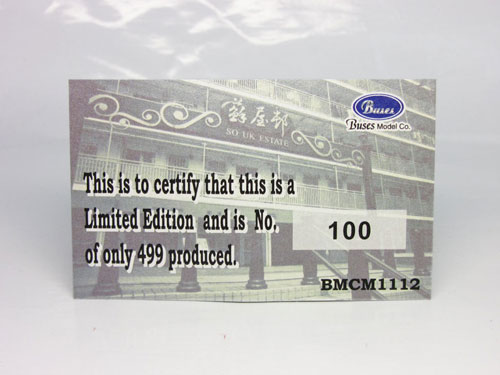 蘇屋邨
SO UK ESTATE
Buses
Buses Model Co.
This is to certify that this is a
Limited Edition and is No. 100
of only 499 produced.
BMCM1112